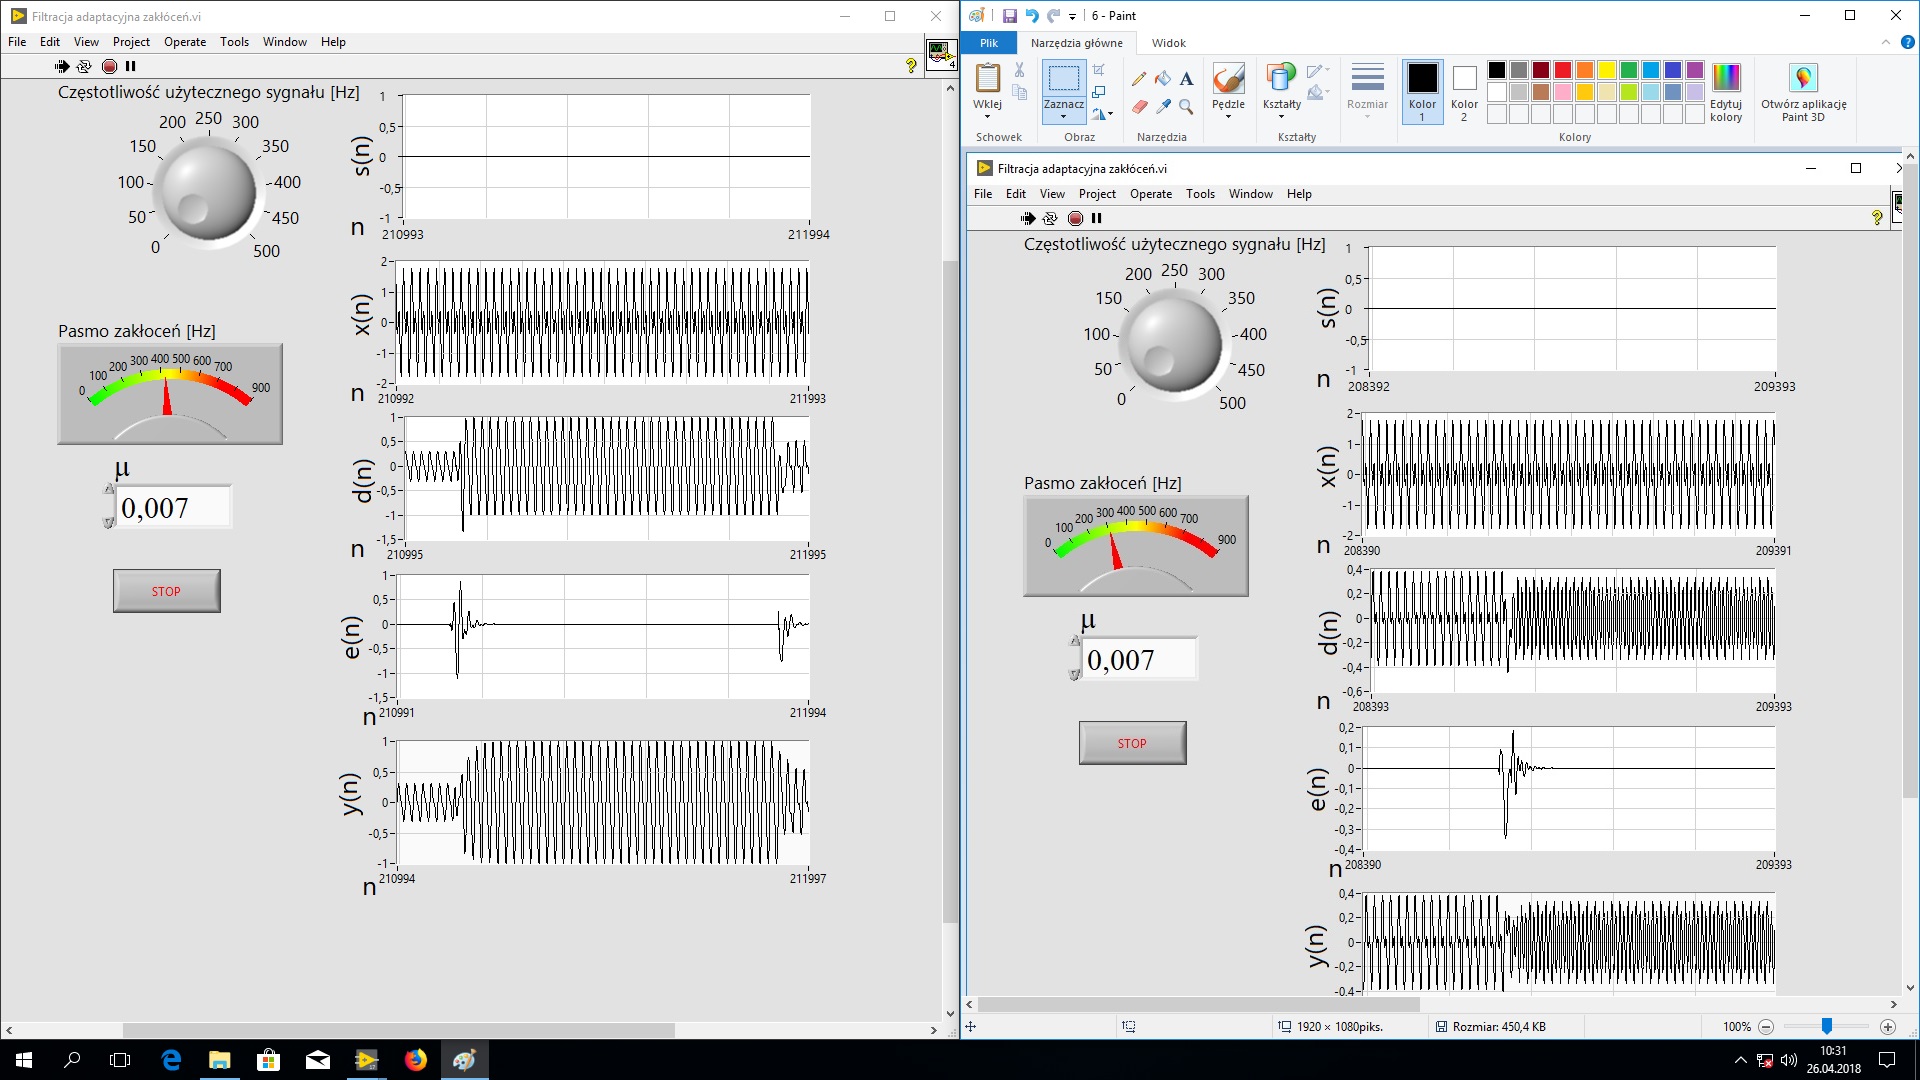 Filtracja adaptacyjna zakłóceń.vi
File Edit View Project Operate Tools Window Help
4
Częstotliwość użytecznego sygnału [Hz]
0 50 100 150 200 250 300 350 400 450 500
Pasmo zakłoceń [Hz]
0 100 200 300 400 500 600 700 900
μ
0,007
STOP
s(n)
1
0,5
0
-0,5
-1
n
210993 211994
x(n)
2
1
0
-1
-2
n
210992 211993
d(n)
1
0,5
0
-0,5
-1
-1,5
n
210995 211995
e(n)
1
0,5
0
-0,5
-1
-1,5
n
210991 211994
y(n)
1
0,5
0
-0,5
-1
n
210994 211997
6 - Paint
Plik Narzędzia główne Widok
Wklej
Schowek
Zaznacz
Obraz
A
Narzędzia
Pędzle
Kształty
Kształty
Rozmiar
Kolor 1
Kolor 2
Edytuj kolory
Kolory
Otwórz aplikację Paint 3D
Filtracja adaptacyjna zakłóceń.vi
File Edit View Project Operate Tools Window Help
Częstotliwość użytecznego sygnału [Hz]
0 50 100 150 200 250 300 350 400 450 500
Pasmo zakłoceń [Hz]
0 100 200 300 400 500 600 700 900
μ
0,007
STOP
s(n)
1
0,5
0
-0,5
-1
n
208392 209393
x(n)
2
1
0
-1
-2
n
208390 209391
d(n)
0,4
0,2
0
-0,2
-0,4
-0,6
n
208393 209393
e(n)
0,2
0,1
0
-0,1
-0,2
-0,3
-0,4
n
208390 209393
y(n)
0,4
0,2
0
-0,2
-0,4
1920 × 1080piks.
Rozmiar: 450,4 KB
100%
10:31
26.04.2018